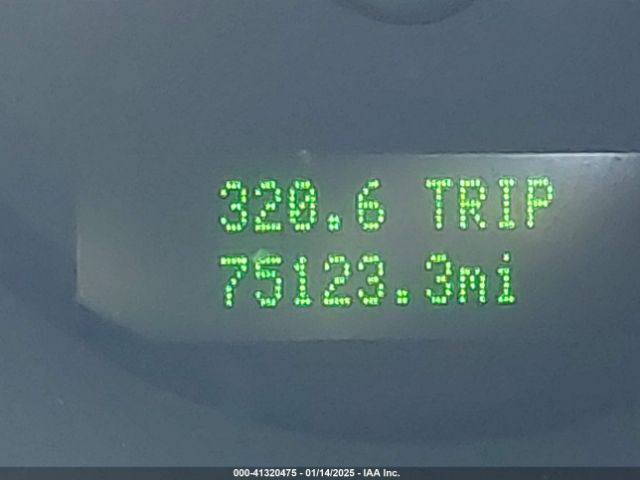 320.6 TRIP
75123.3mi
000-41320475 - 01/14/2025 - IAA Inc.